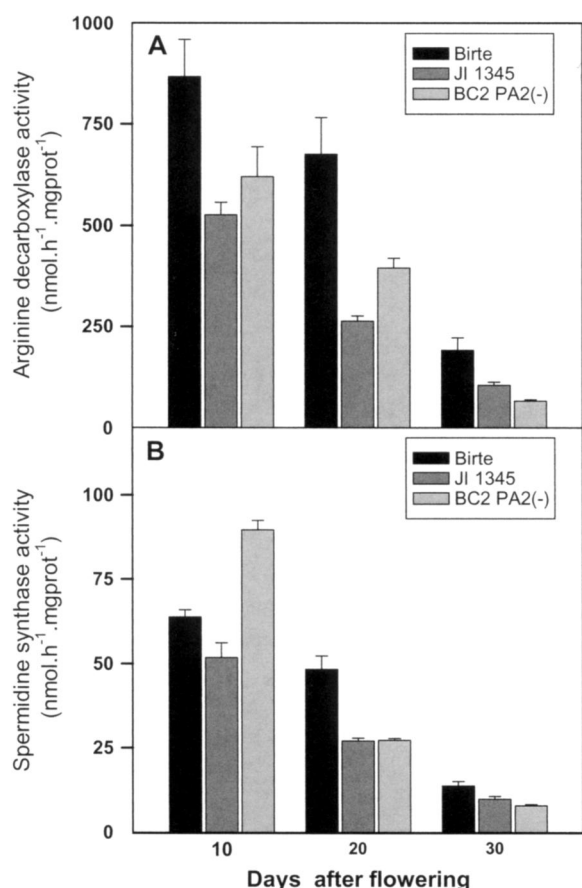 Arginine decarboxylase activity
(nmol.h⁻¹.mgprot⁻¹)
1000
750
500
250
0
A
Birte
JI 1345
BC2 PA2(-)
Spermidine synthase activity
(nmol.h⁻¹.mgprot⁻¹)
100
75
50
25
0
B
Birte
JI 1345
BC2 PA2(-)
10 20 30
Days after flowering